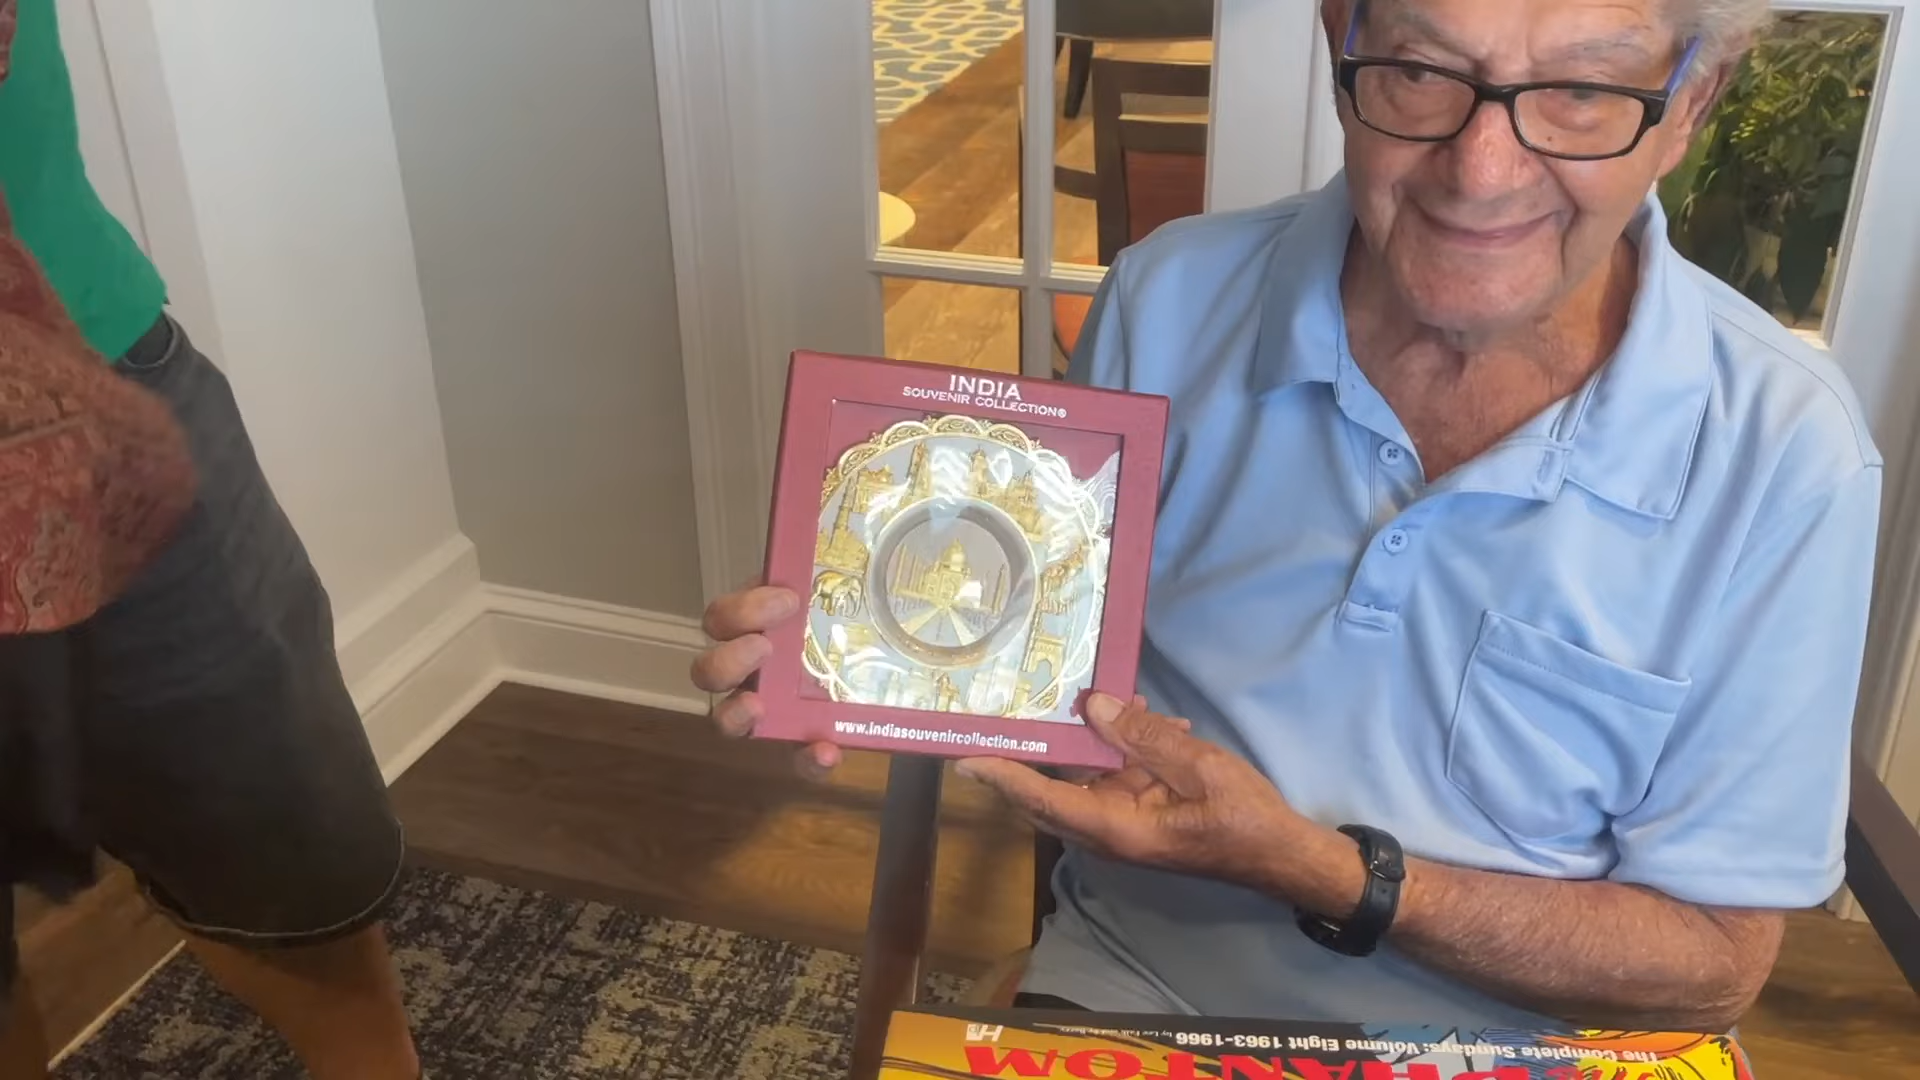 INDIA
SOUVENIR COLLECTION®
www.indiasouvenircollection.com
The Complete Sundays: Volume Eight 1963-1966
PHANTOM